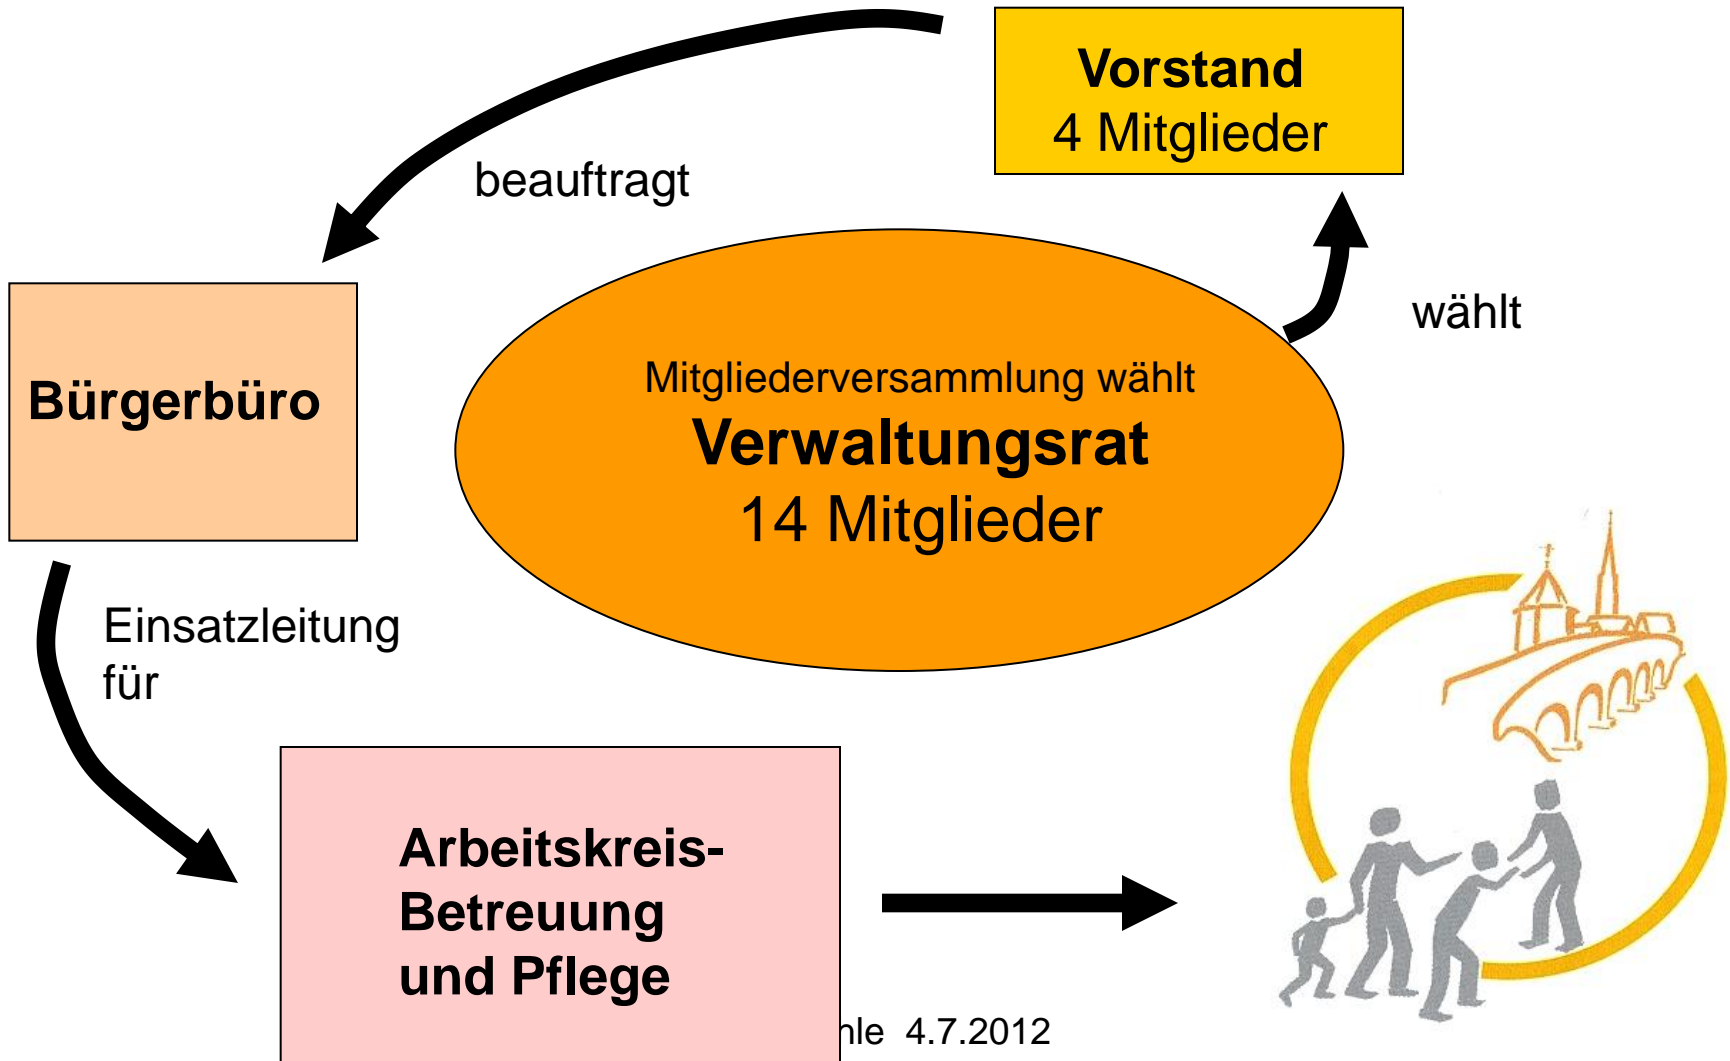 Vorstand
4 Mitglieder
beauftragt
wählt
Mitgliederversammlung wählt
Verwaltungsrat
14 Mitglieder
Bürgerbüro
Einsatzleitung
für
Arbeitskreis-
Betreuung
und Pflege
4.7.2012